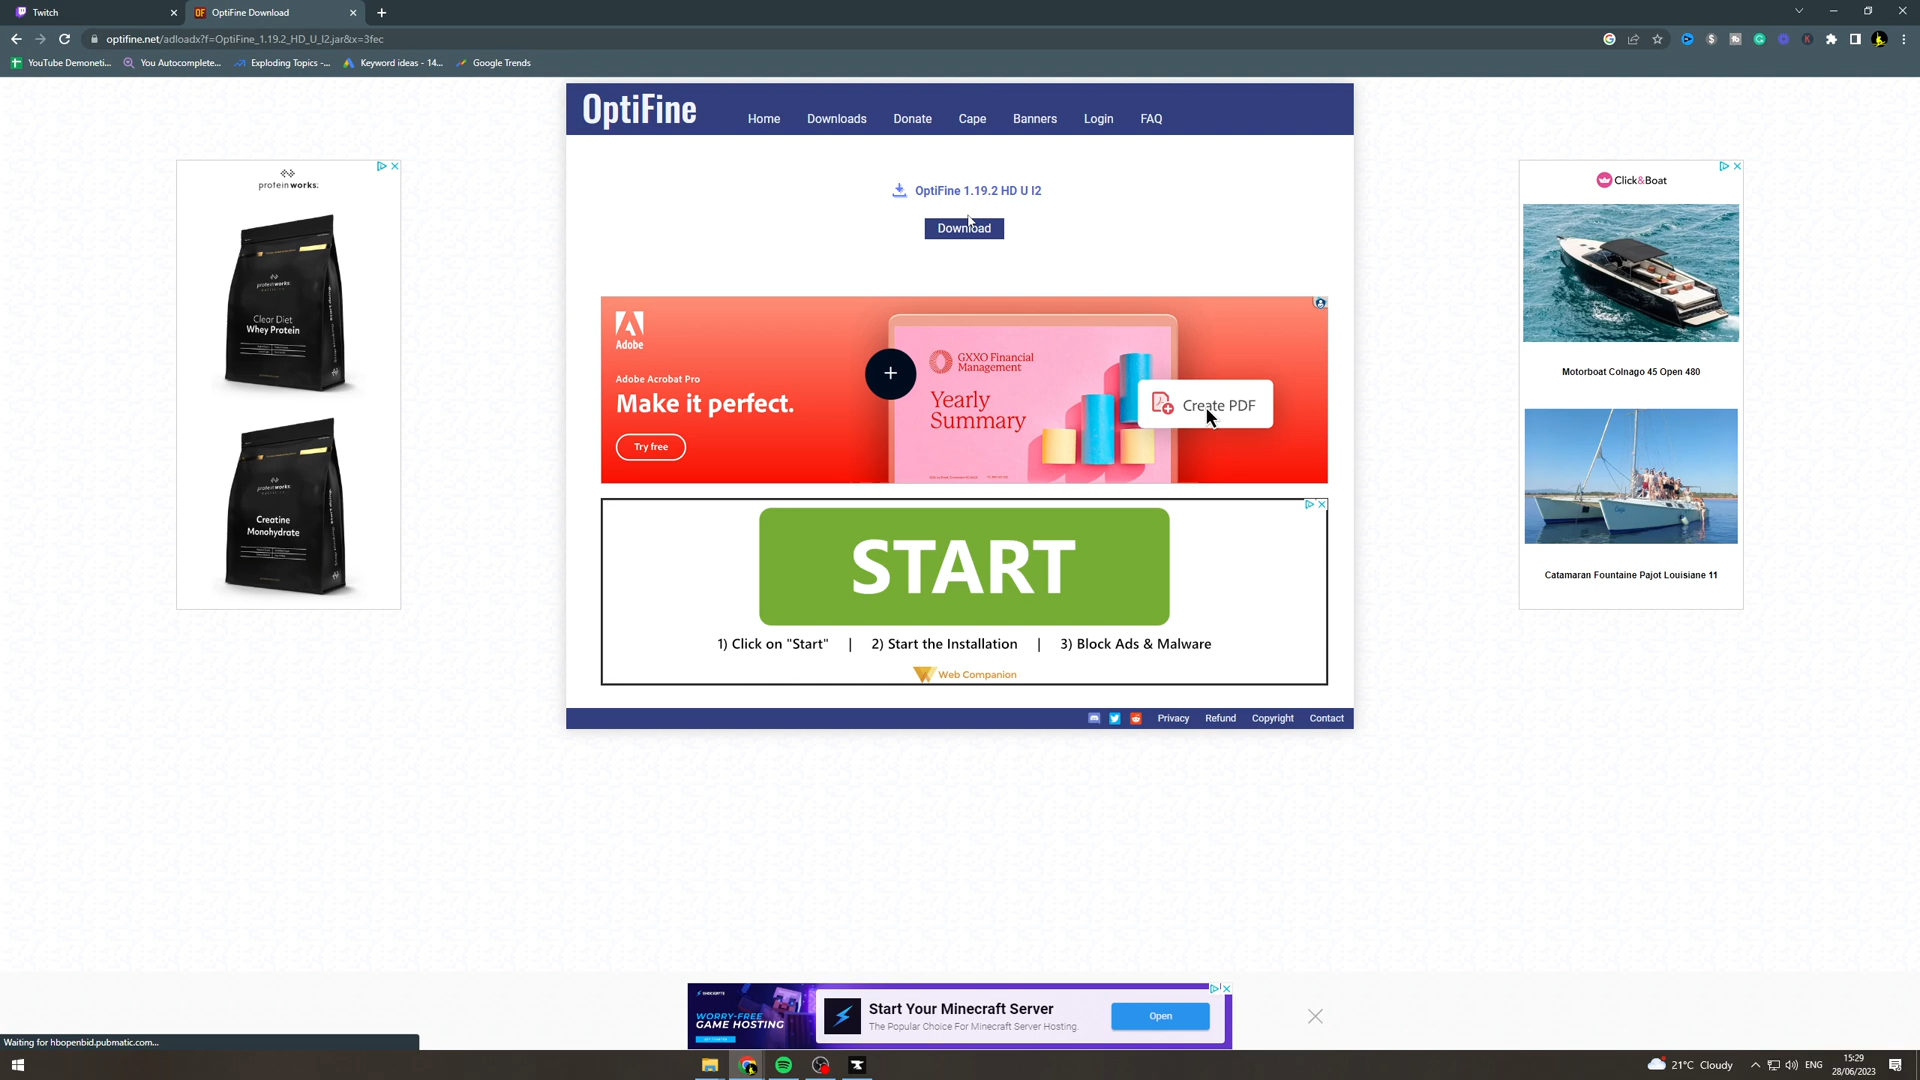 Twitch
OptiFine Download
optifine.net/adloadx?f=OptiFine_1.19.2_HD_U_I2.jar&x=3fec
YouTube Demoneti...
You Autocomplete...
Exploding Topics -...
Keyword ideas - 14...
Google Trends
OptiFine
Home
Downloads
Donate
Cape
Banners
Login
FAQ
OptiFine 1.19.2 HD U I2
Download
proteinworks.
Clear Diet
Whey Protein
proteinworks.
Creatine
Monohydrate
Adobe
Adobe Acrobat Pro
Make it perfect.
Try free
GXXO Financial
Management
Yearly
Summary
Create PDF
START
1) Click on "Start" | 2) Start the Installation | 3) Block Ads & Malware
Web Companion
Click&Boat
Motorboat Colnago 45 Open 480
Catamaran Fountaine Pajot Louisiane 11
Privacy
Refund
Copyright
Contact
WORRY-FREE
GAME HOSTING
Start Your Minecraft Server
The Popular Choice For Minecraft Server Hosting.
Open
Waiting for hbopenbid.pubmatic.com...
21°C Cloudy
ENG
15:29
28/06/2023